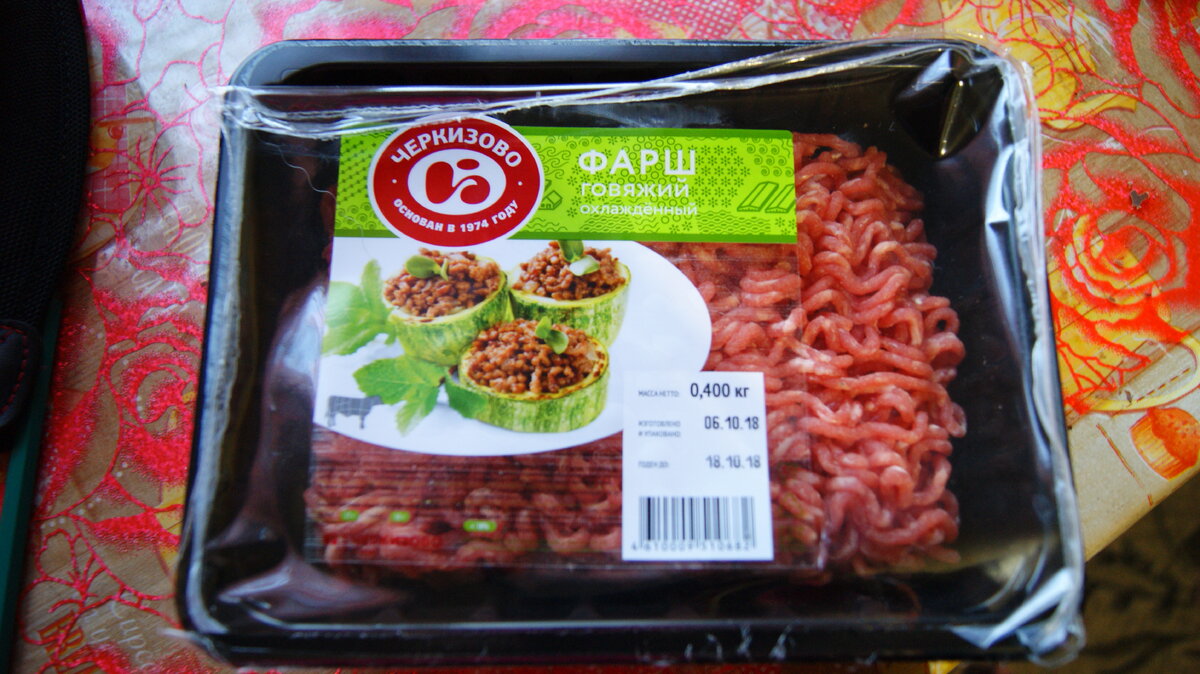 ЧЕРКИЗОВО
ОСНОВАН В 1974 ГОДУ
ФАРШ
говяжий
охлаждённый
МАССА НЕТТО: 0,400 кг
ИЗГОТОВЛЕНО
И УПАКОВАНО: 06.10.18
ГОДЕН ДО: 18.10.18
4610009510682